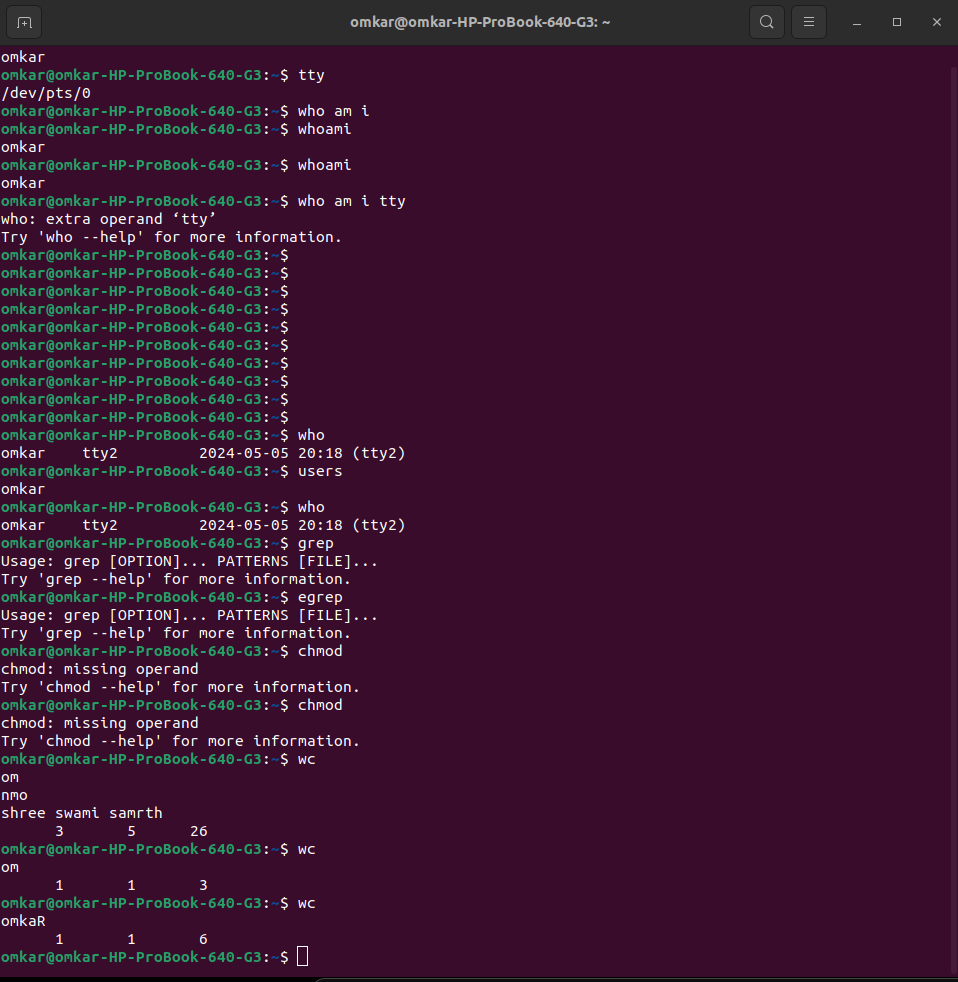 omkar@omkar-HP-ProBook-640-G3: ~
omkar
omkar@omkar-HP-ProBook-640-G3:~$ tty
/dev/pts/0
omkar@omkar-HP-ProBook-640-G3:~$ who am i
omkar@omkar-HP-ProBook-640-G3:~$ whoami
omkar
omkar@omkar-HP-ProBook-640-G3:~$ whoami
omkar
omkar@omkar-HP-ProBook-640-G3:~$ who am i tty
who: extra operand ‘tty’
Try 'who --help' for more information.
omkar@omkar-HP-ProBook-640-G3:~$
omkar@omkar-HP-ProBook-640-G3:~$
omkar@omkar-HP-ProBook-640-G3:~$
omkar@omkar-HP-ProBook-640-G3:~$
omkar@omkar-HP-ProBook-640-G3:~$
omkar@omkar-HP-ProBook-640-G3:~$
omkar@omkar-HP-ProBook-640-G3:~$
omkar@omkar-HP-ProBook-640-G3:~$
omkar@omkar-HP-ProBook-640-G3:~$
omkar@omkar-HP-ProBook-640-G3:~$
omkar@omkar-HP-ProBook-640-G3:~$ who
omkar    tty2         2024-05-05 20:18 (tty2)
omkar@omkar-HP-ProBook-640-G3:~$ users
omkar
omkar@omkar-HP-ProBook-640-G3:~$ who
omkar    tty2         2024-05-05 20:18 (tty2)
omkar@omkar-HP-ProBook-640-G3:~$ grep
Usage: grep [OPTION]... PATTERNS [FILE]...
Try 'grep --help' for more information.
omkar@omkar-HP-ProBook-640-G3:~$ egrep
Usage: grep [OPTION]... PATTERNS [FILE]...
Try 'grep --help' for more information.
omkar@omkar-HP-ProBook-640-G3:~$ chmod
chmod: missing operand
Try 'chmod --help' for more information.
omkar@omkar-HP-ProBook-640-G3:~$ chmod
chmod: missing operand
Try 'chmod --help' for more information.
omkar@omkar-HP-ProBook-640-G3:~$ wc
om
nmo
shree swami samrth
      3       5      26
omkar@omkar-HP-ProBook-640-G3:~$ wc
om
      1       1       3
omkar@omkar-HP-ProBook-640-G3:~$ wc
omkaR
      1       1       6
omkar@omkar-HP-ProBook-640-G3:~$